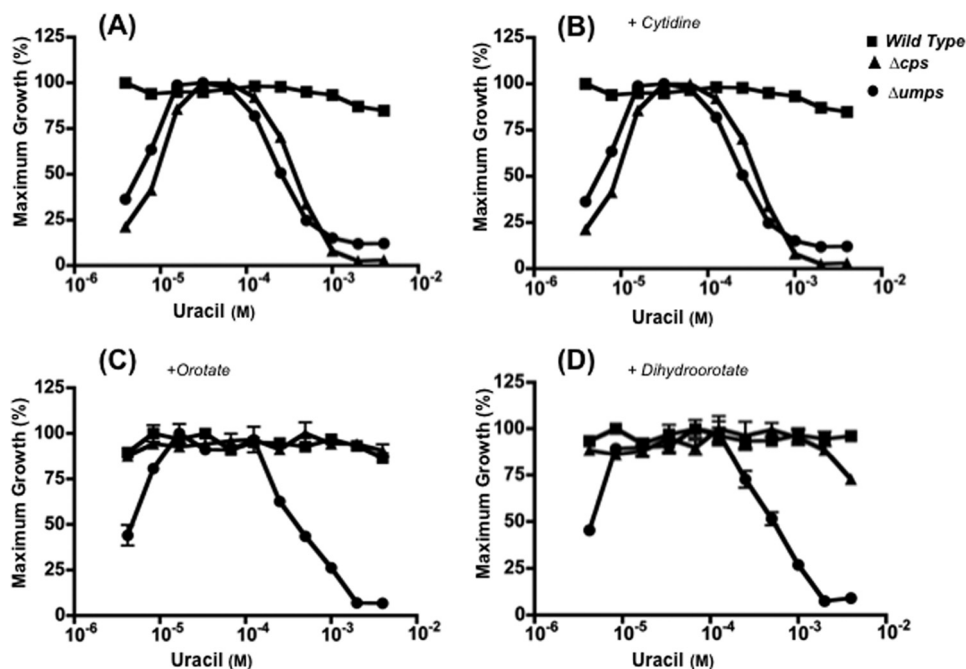 (A)
Maximum Growth (%)
125
100
75
50
25
0
10-6
10-5
10-4
10-3
10-2
Uracil (M)
(B)
+ Cytidine
Maximum Growth (%)
125
100
75
50
25
0
10-6
10-5
10-4
10-3
10-2
Uracil (M)
Wild Type
Δcps
Δumps
(C)
+Orotate
Maximum Growth (%)
125
100
75
50
25
0
10-6
10-5
10-4
10-3
10-2
Uracil (M)
(D)
+ Dihydroorotate
Maximum Growth (%)
125
100
75
50
25
0
10-6
10-5
10-4
10-3
10-2
Uracil (M)